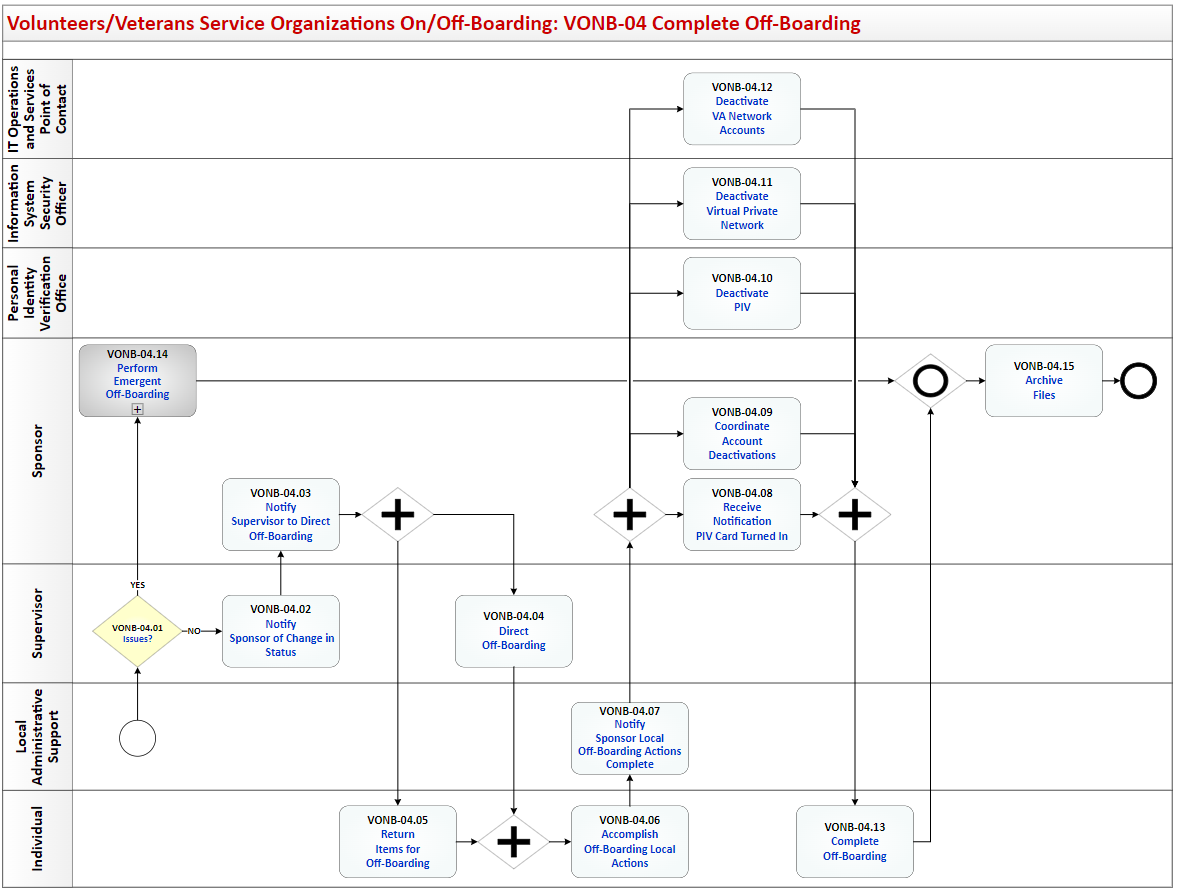 Volunteers/Veterans Service Organizations On/Off-Boarding: VONB-04 Complete Off-Boarding
IT Operations
and Services
Point of
Contact
VONB-04.12
Deactivate
VA Network
Accounts
Information
System
Security
Officer
VONB-04.11
Deactivate
Virtual Private
Network
Personal
Identity
Verification
Office
VONB-04.10
Deactivate
PIV
Sponsor
VONB-04.14
Perform
Emergent
Off-Boarding
VONB-04.15
Archive
Files
VONB-04.09
Coordinate
Account
Deactivations
VONB-04.03
Notify
Supervisor to Direct
Off-Boarding
VONB-04.08
Receive
Notification
PIV Card Turned In
Supervisor
YES
VONB-04.01
Issues?
NO
VONB-04.02
Notify
Sponsor of Change in
Status
VONB-04.04
Direct
Off-Boarding
Local
Administrative
Support
VONB-04.07
Notify
Sponsor Local
Off-Boarding Actions
Complete
Individual
VONB-04.05
Return
Items for
Off-Boarding
VONB-04.06
Accomplish
Off-Boarding Local
Actions
VONB-04.13
Complete
Off-Boarding